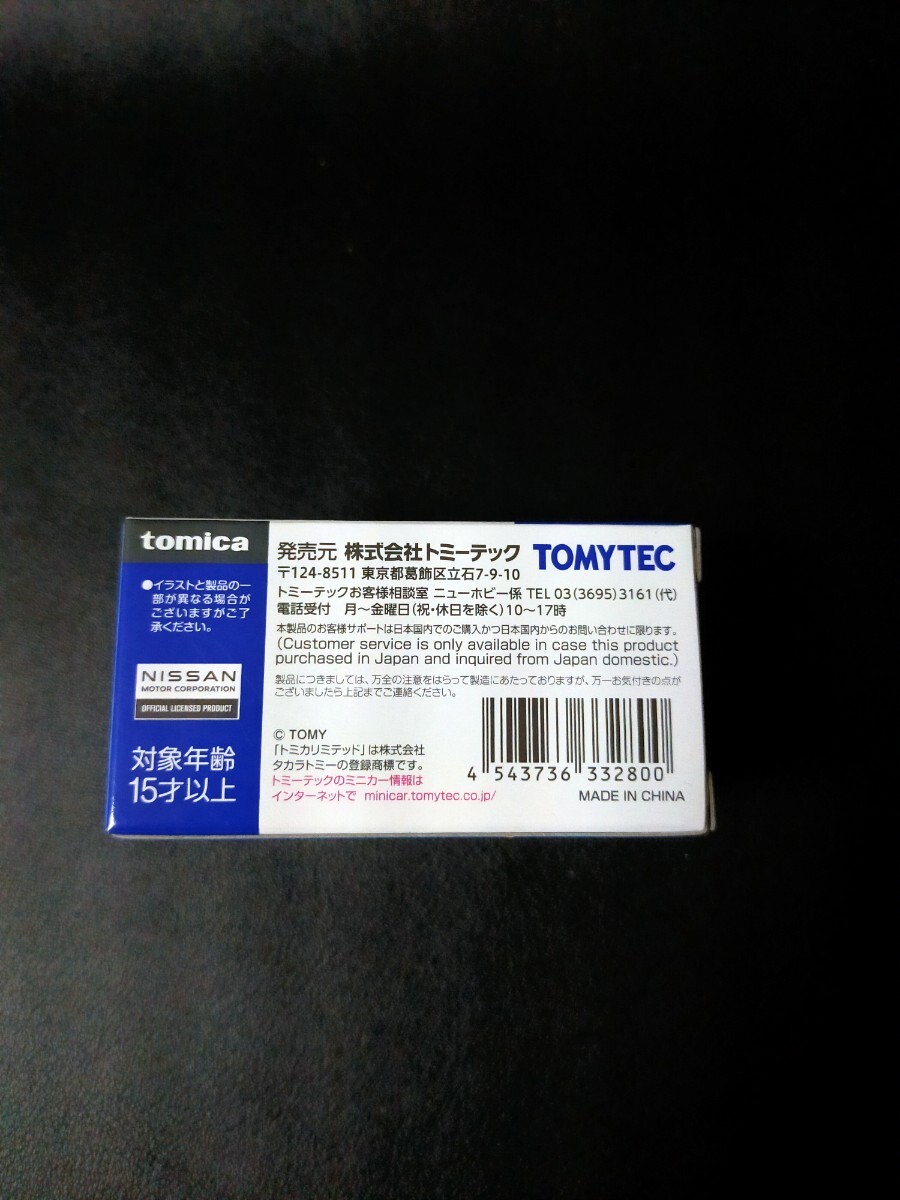 tomica
●イラストと製品の一
部が異なる場合が
ございますがご了
承ください。
NISSAN
MOTOR CORPORATION
OFFICIAL LICENSED PRODUCT
対象年齢
15才以上
発売元 株式会社トミーテック TOMYTEC
〒124-8511 東京都葛飾区立石7-9-10
トミーテックお客様相談室 ニューホビー係 TEL 03(3695)3161(代)
電話受付 月〜金曜日(祝・休日を除く)10〜17時
本製品のお客様サポートは日本国内でのご購入かつ日本国内からのお問い合わせに限ります。
(Customer service is only available in case this product
purchased in Japan and inquired from Japan domestic.)
製品につきましては、万全の注意をはらって製造にあたっておりますが、万一お気付きの点が
ございましたら上記までご連絡ください。
© TOMY
「トミカリミテッド」は株式会社
タカラトミーの登録商標です。
トミーテックのミニカー情報は
インターネットで minicar.tomytec.co.jp/
4 543736 332800
MADE IN CHINA